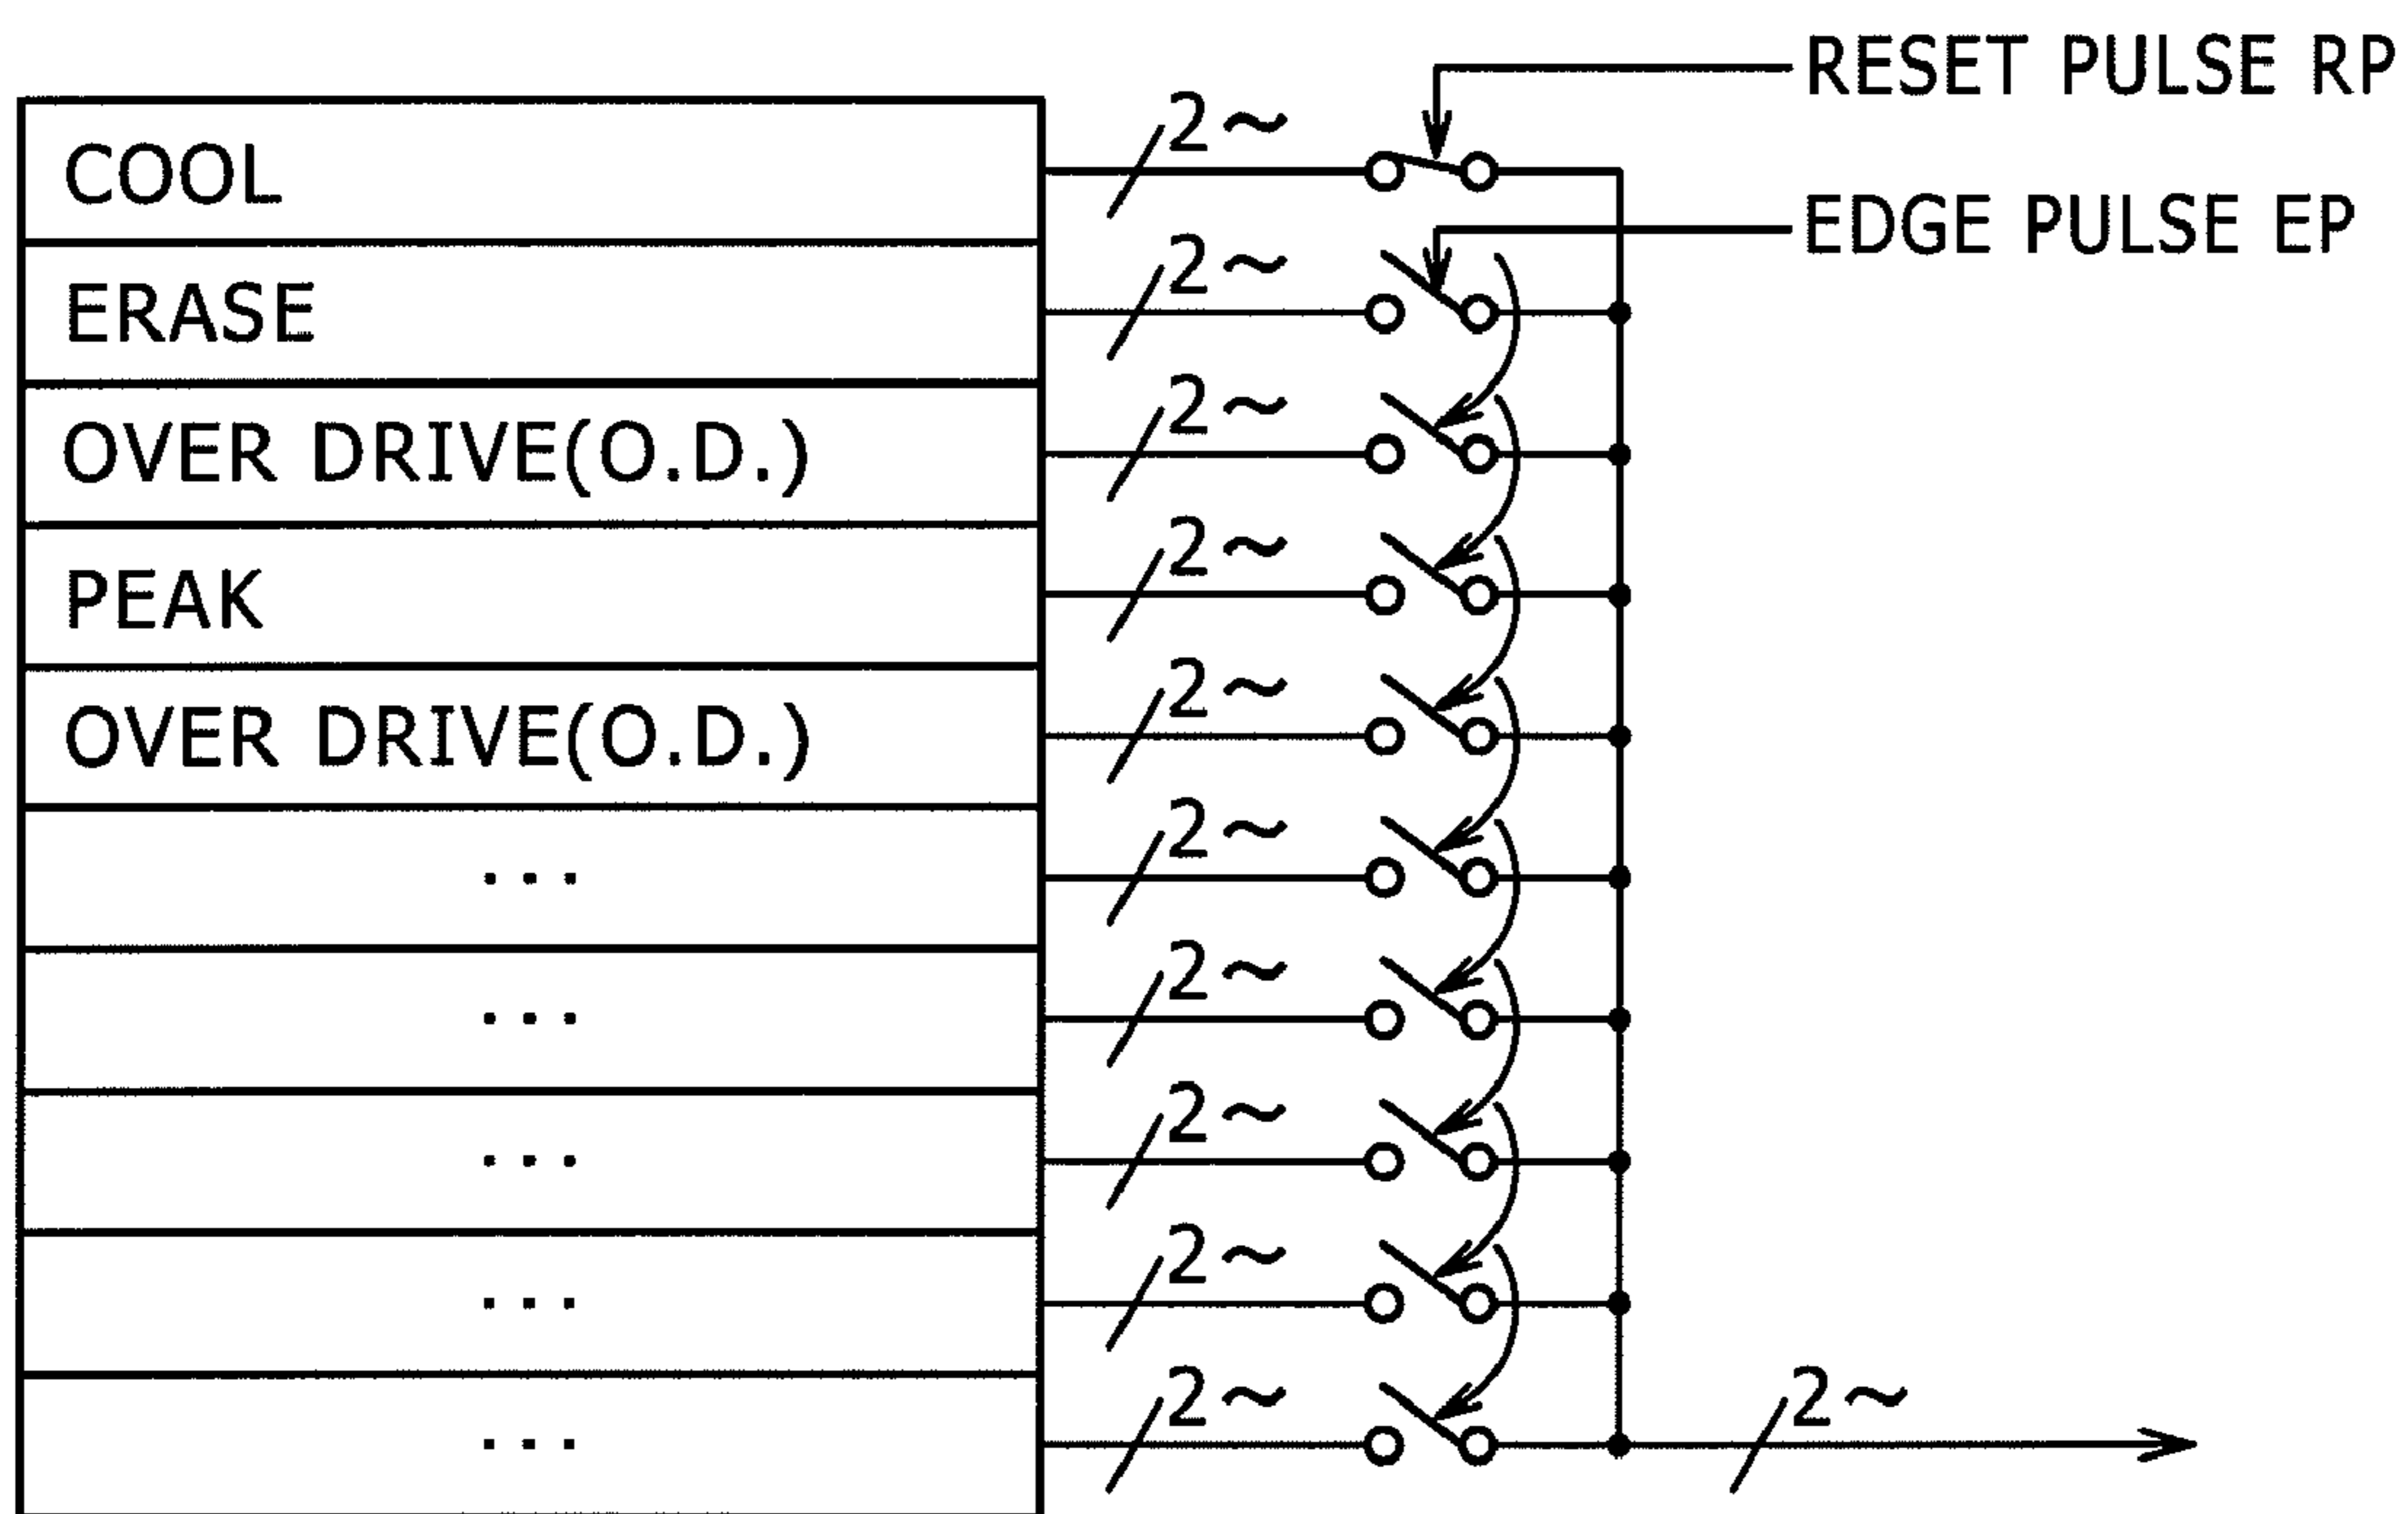 RESET PULSE RP
2~
COOL
EDGE PULSE EP
2~
ERASE
2~
OVER DRIVE(O.D.)
2~
PEAK
2~
OVER DRIVE(O.D.)
2~
...
2~
...
2~
...
2~
...
2~
2~
...